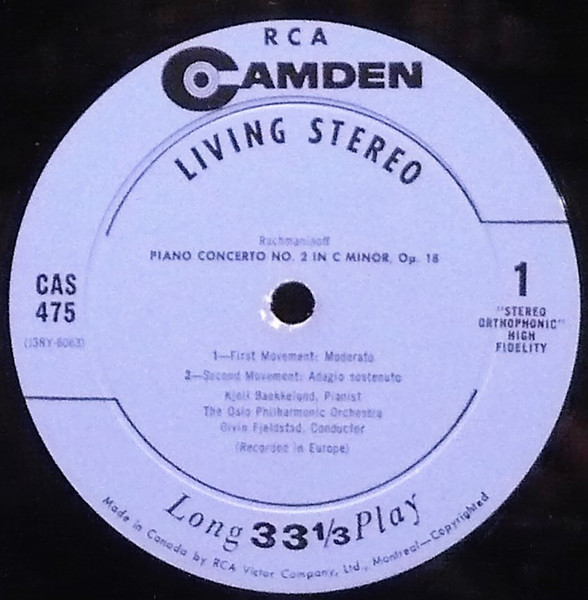 RCA
CAMDEN
LIVING STEREO
Rachmaninoff
PIANO CONCERTO NO. 2 IN C MINOR, Op. 18
CAS
475
(J3RY-6063)
1
"STEREO
ORTHOPHONIC"
HIGH
FIDELITY
1—First Movement: Moderato
2—Second Movement: Adagio sostenuto
Kjell Baekkelund, Pianist
The Oslo Philharmonic Orchestra
Oivin Fjeldstad, Conductor
(Recorded in Europe)
Long 33 1/3 Play
Made in Canada by RCA Victor Company, Ltd., Montreal—Copyrighted